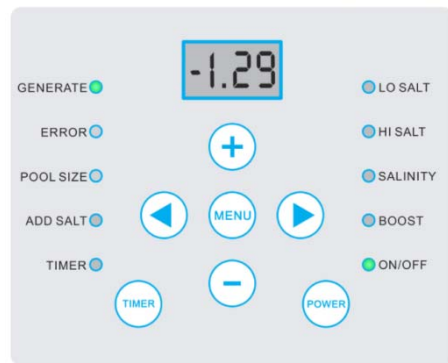 -1.29
GENERATE
LO SALT
ERROR
HI SALT
+
POOL SIZE
SALINITY
MENU
ADD SALT
BOOST
TIMER
ON/OFF
−
TIMER
POWER